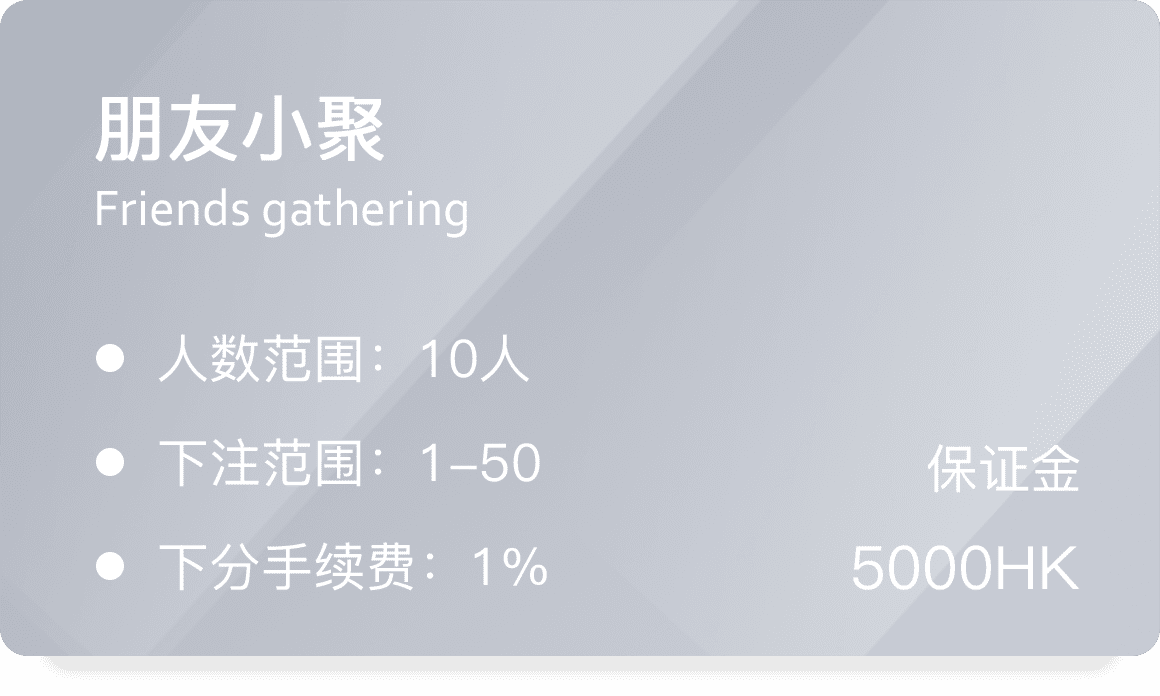 朋友小聚
Friends gathering
人数范围：10人
下注范围：1-50
下分手续费：1%
保证金
5000HK